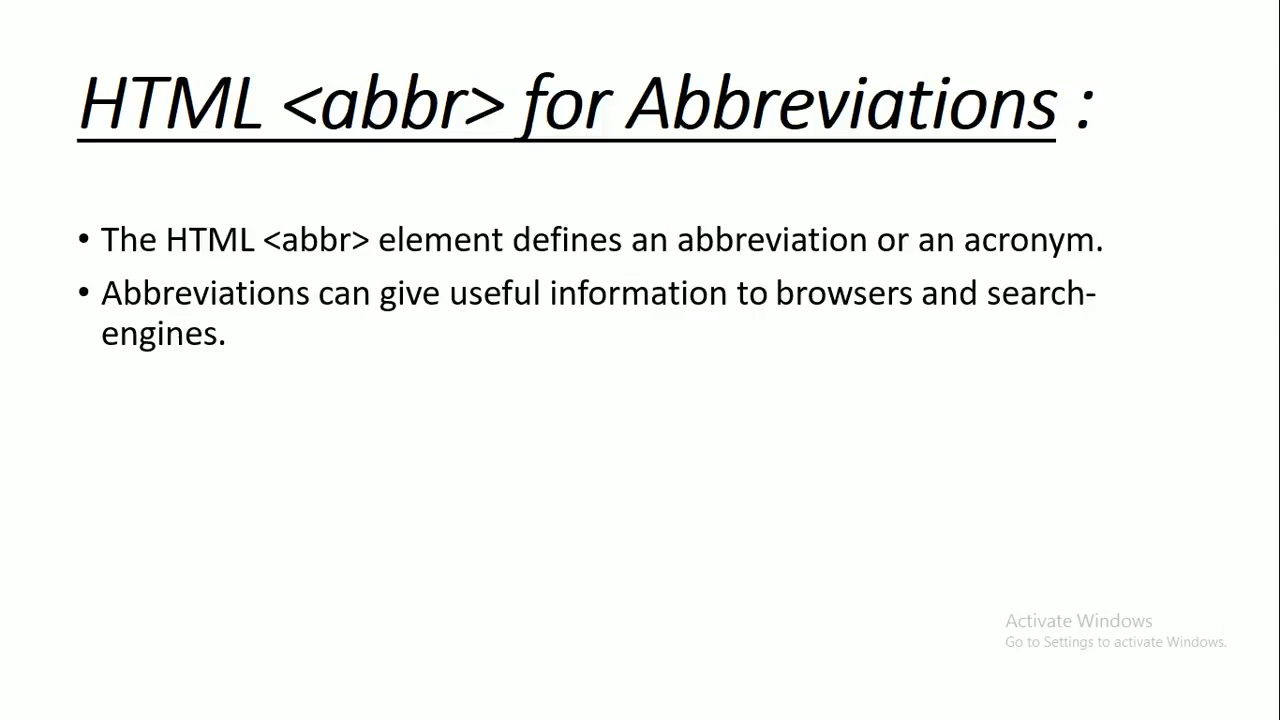 HTML <abbr> for Abbreviations :
• The HTML <abbr> element defines an abbreviation or an acronym.
• Abbreviations can give useful information to browsers and search-
engines.
Activate Windows
Go to Settings to activate Windows.